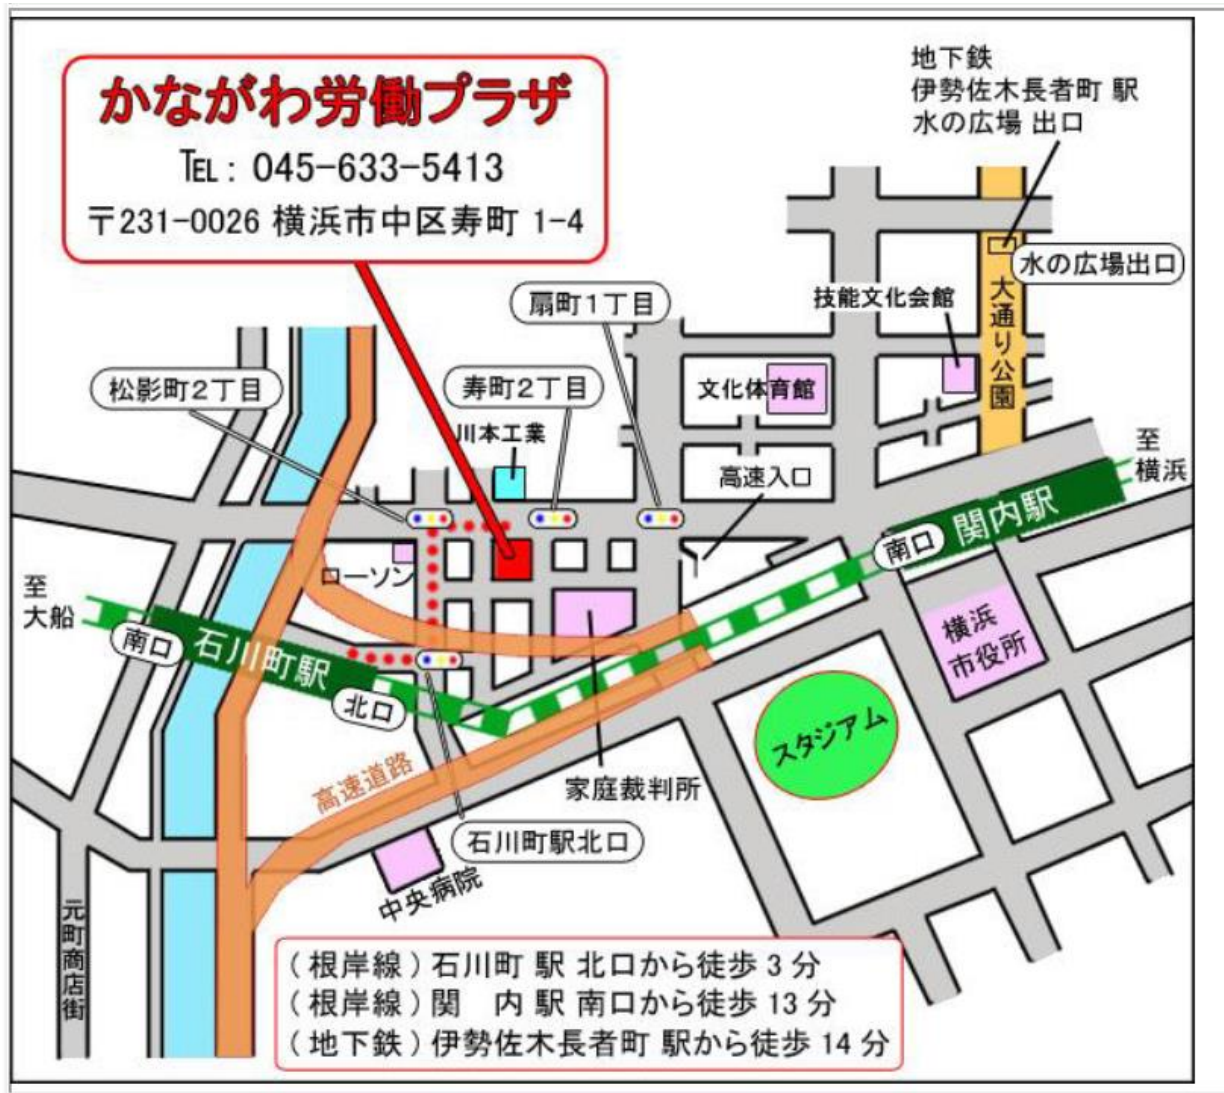 かながわ労働プラザ
TEL: 045-633-5413
〒231-0026 横浜市中区寿町 1-4
地下鉄
伊勢佐木長者町 駅
水の広場 出口
水の広場出口
大通り公園
技能文化会館
扇町1丁目
文化体育館
松影町2丁目
寿町2丁目
川本工業
高速入口
至
横浜
関内駅
南口
ローソン
至
大船
南口
石川町駅
北口
横浜
市役所
スタジアム
高速道路
家庭裁判所
石川町駅北口
中央病院
元町商店街
(根岸線) 石川町 駅 北口から徒歩 3 分
(根岸線) 関 内 駅 南口から徒歩 13 分
(地下鉄) 伊勢佐木長者町 駅から徒歩 14 分